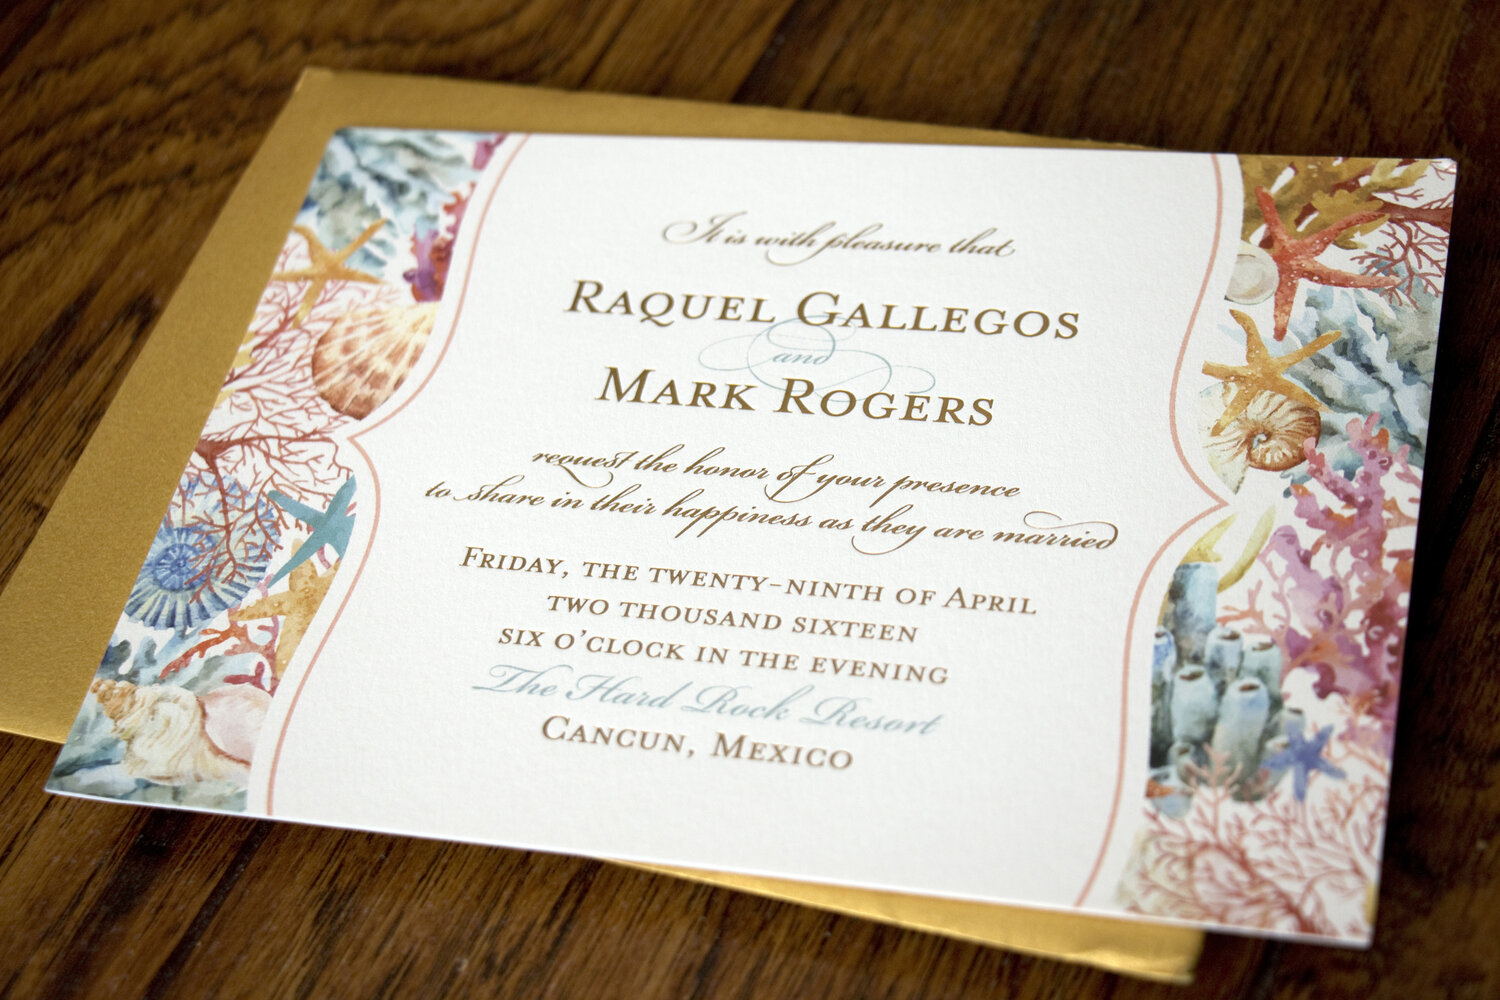 It is with pleasure that
Raquel Gallegos
and
Mark Rogers
request the honor of your presence
to share in their happiness as they are married
Friday, the twenty-ninth of April
two thousand sixteen
six o'clock in the evening
The Hard Rock Resort
Cancun, Mexico